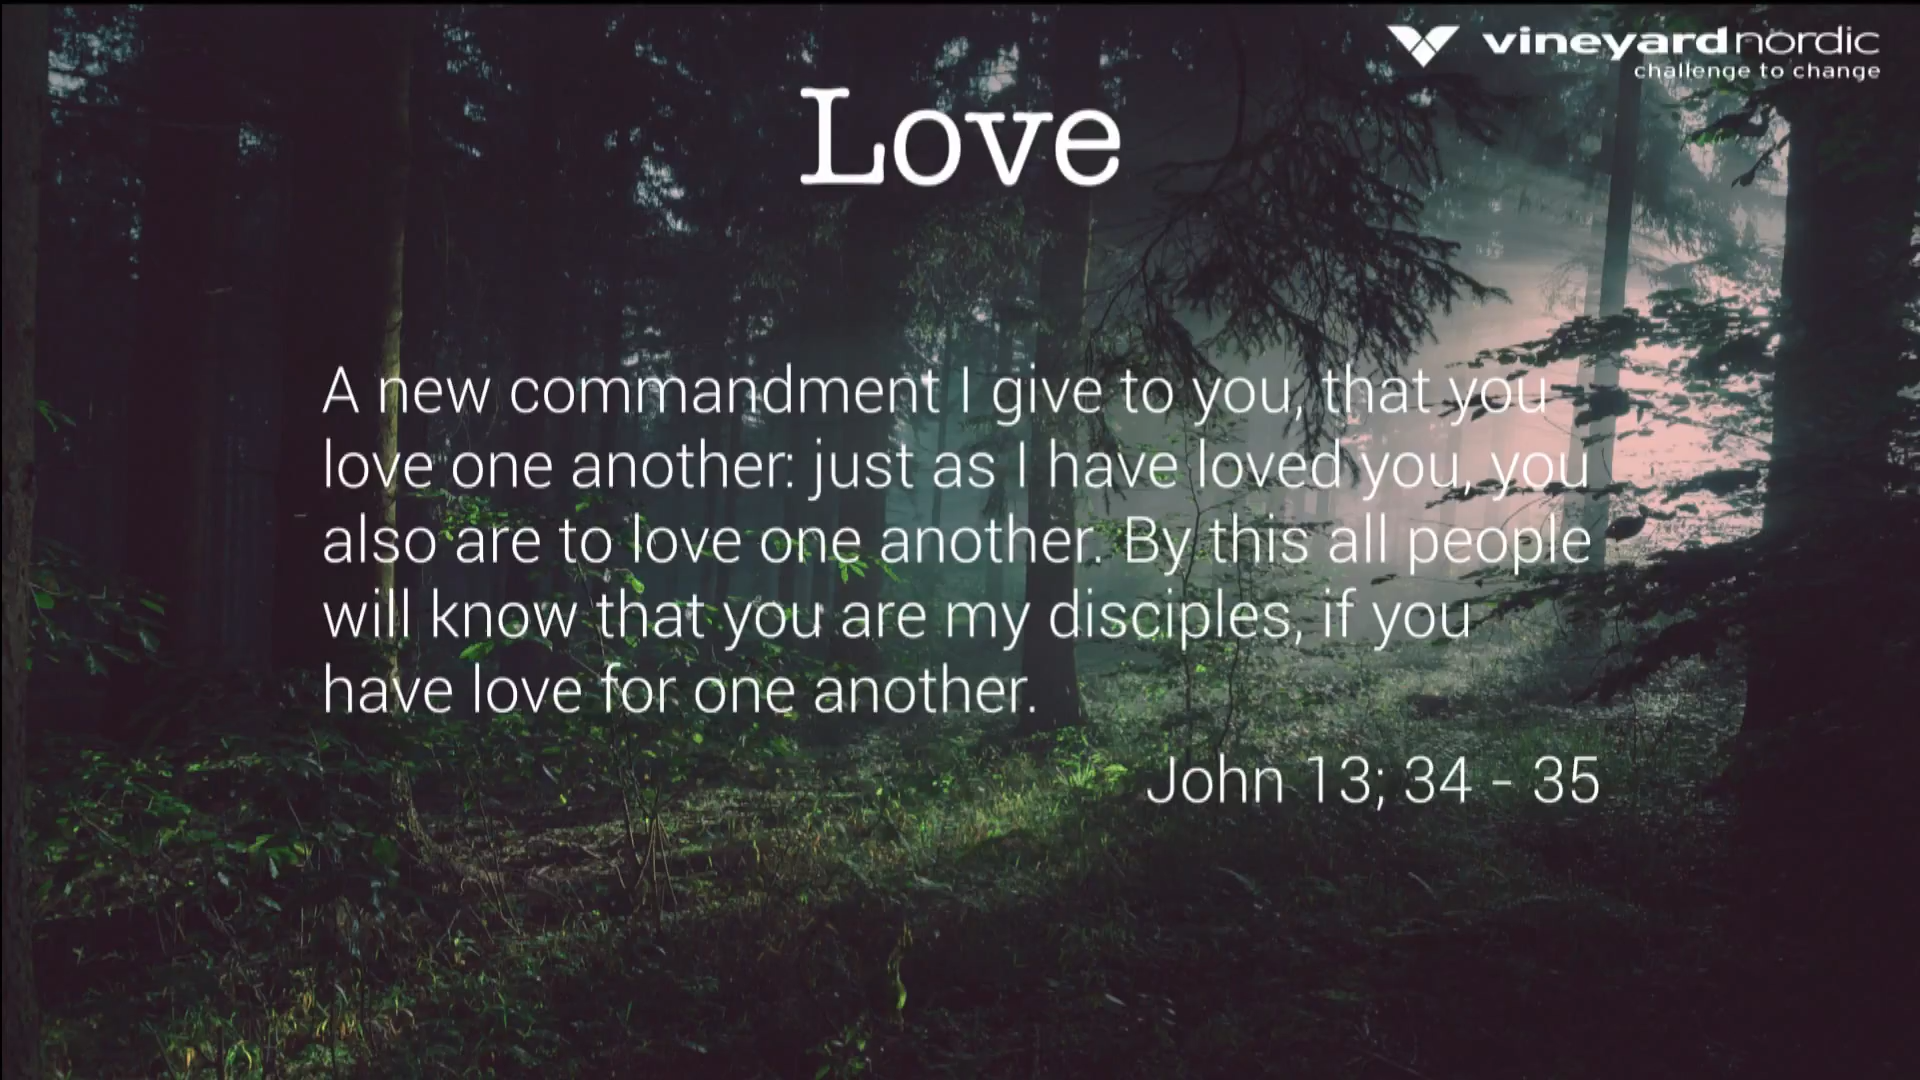 vineyard nordic
challenge to change
Love
A new commandment I give to you, that you
love one another: just as I have loved you, you
also are to love one another. By this all people
will know that you are my disciples, if you
have love for one another.
John 13; 34 - 35